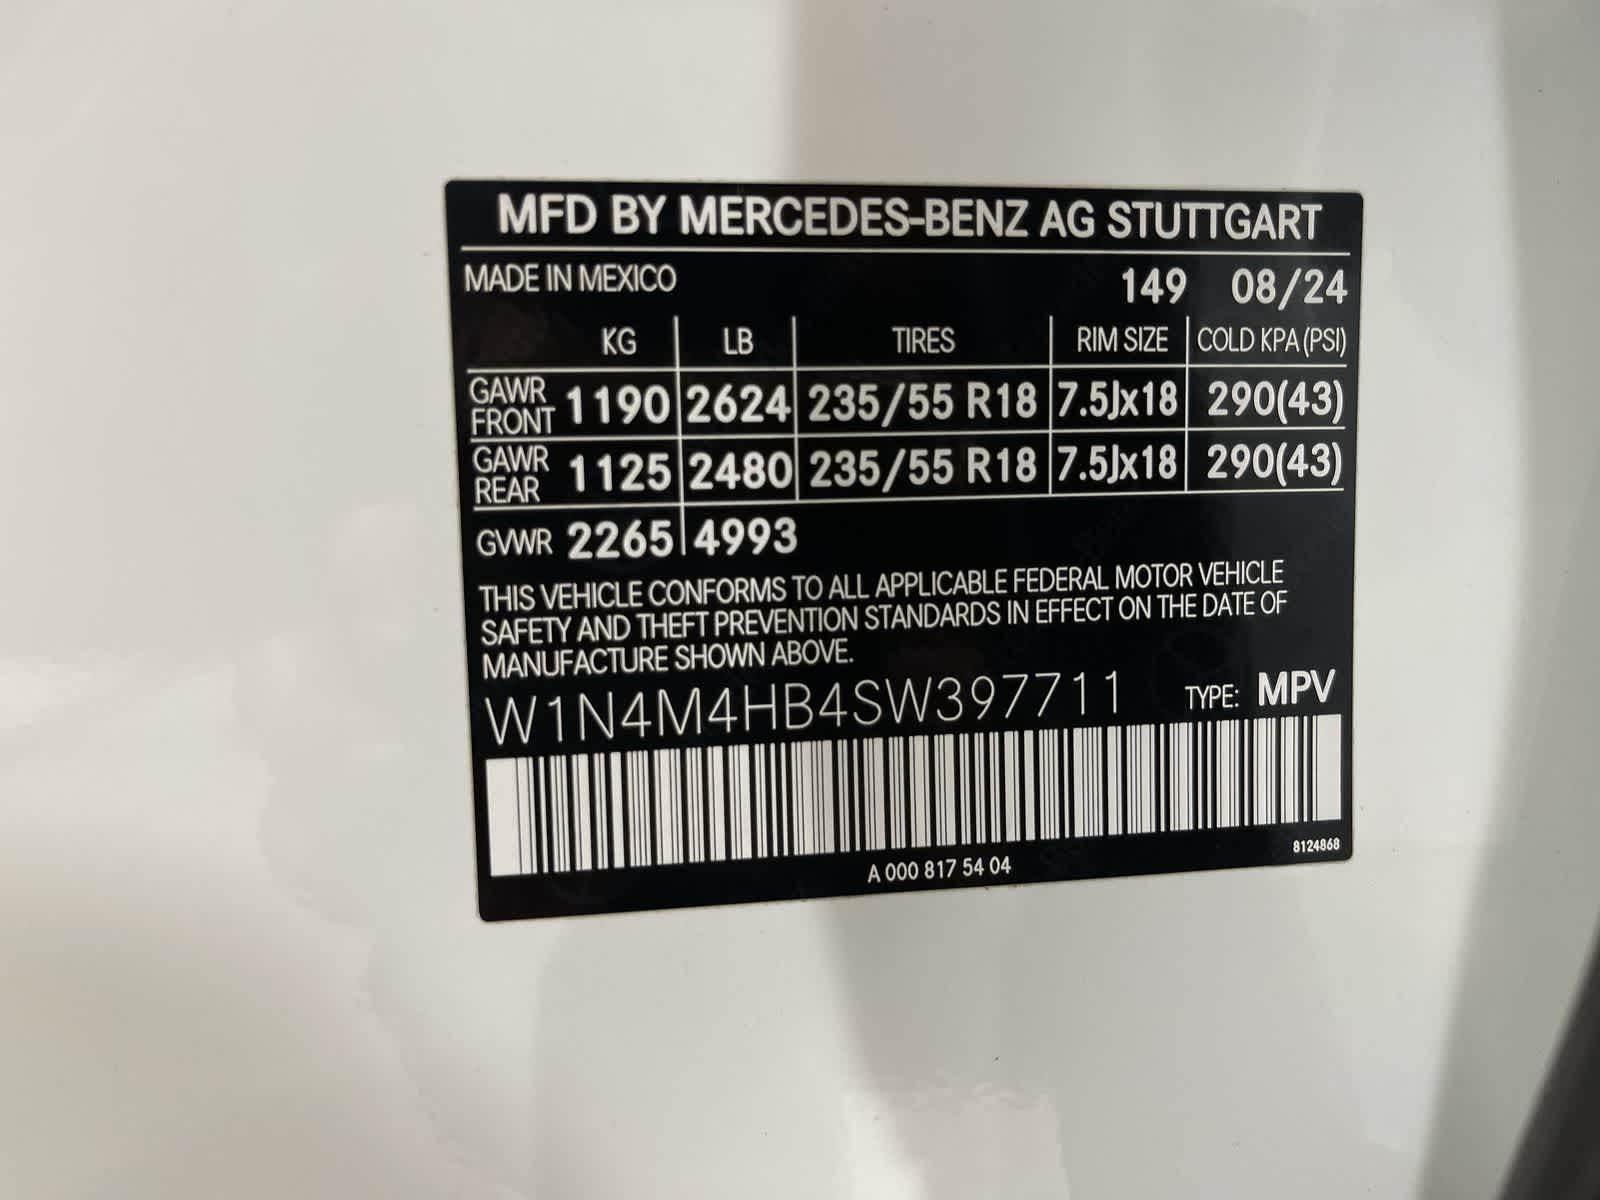 MFD BY MERCEDES-BENZ AG STUTTGART
MADE IN MEXICO 149 08/24
KG LB TIRES RIM SIZE COLD KPA (PSI)
GAWR FRONT 1190 2624 235/55 R18 7.5Jx18 290(43)
GAWR REAR 1125 2480 235/55 R18 7.5Jx18 290(43)
GVWR 2265 4993
THIS VEHICLE CONFORMS TO ALL APPLICABLE FEDERAL MOTOR VEHICLE
SAFETY AND THEFT PREVENTION STANDARDS IN EFFECT ON THE DATE OF
MANUFACTURE SHOWN ABOVE.
W1N4M4HB4SW397711 TYPE: MPV
8124868
A 000 817 54 04